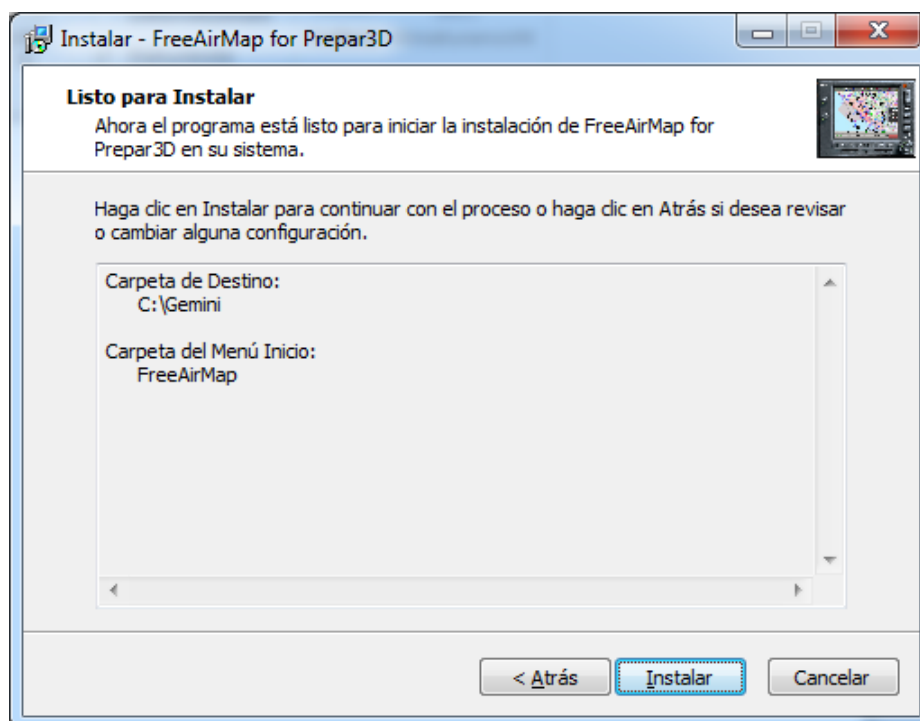 Instalar - FreeAirMap for Prepar3D
Listo para Instalar
Ahora el programa está listo para iniciar la instalación de FreeAirMap for
Prepar3D en su sistema.
Haga clic en Instalar para continuar con el proceso o haga clic en Atrás si desea revisar
o cambiar alguna configuración.
Carpeta de Destino:
C:\Gemini
Carpeta del Menú Inicio:
FreeAirMap
< Atrás
Instalar
Cancelar